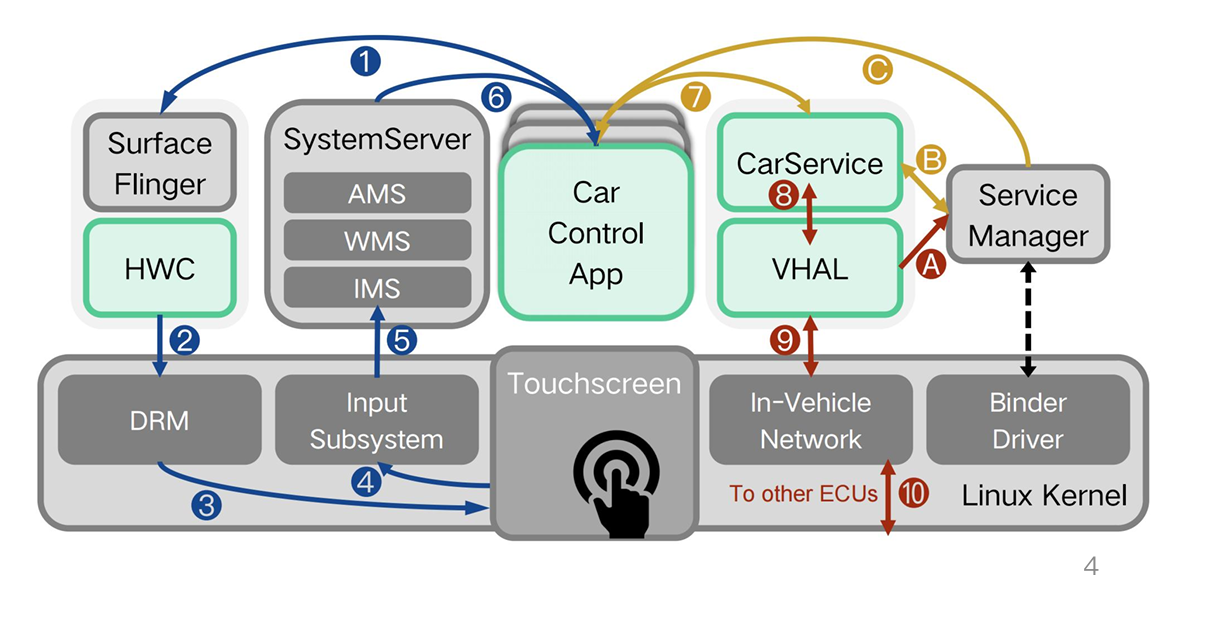 1
C
6
7
Surface
Flinger
SystemServer
AMS
WMS
IMS
Car
Control
App
CarService
B
8
Service
Manager
HWC
VHAL
A
2
5
9
Touchscreen
DRM
Input
Subsystem
In-Vehicle
Network
Binder
Driver
3
4
To other ECUs
10
Linux Kernel
4